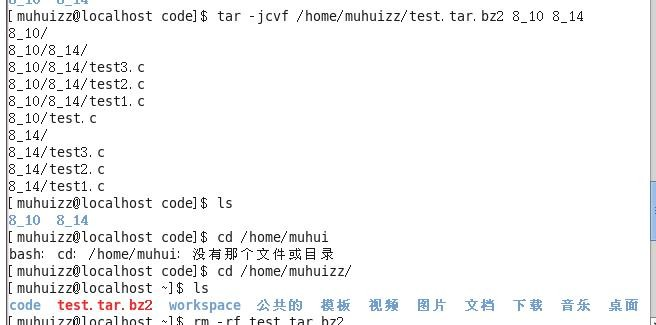 8_10  8_14
[muhuizz@localhost code]$ tar -jcvf /home/muhuizz/test.tar.bz2 8_10 8_14
8_10/
8_10/8_14/
8_10/8_14/test3.c
8_10/8_14/test2.c
8_10/8_14/test1.c
8_10/test.c
8_14/
8_14/test3.c
8_14/test2.c
8_14/test1.c
[muhuizz@localhost code]$ ls
8_10  8_14
[muhuizz@localhost code]$ cd /home/muhui
bash: cd: /home/muhui: 没有那个文件或目录
[muhuizz@localhost code]$ cd /home/muhuizz/
[muhuizz@localhost ~]$ ls
code  test.tar.bz2  workspace  公共的  模板  视频  图片  文档  下载  音乐  桌面
[muhuizz@localhost ~]$ rm -rf test.tar.bz2